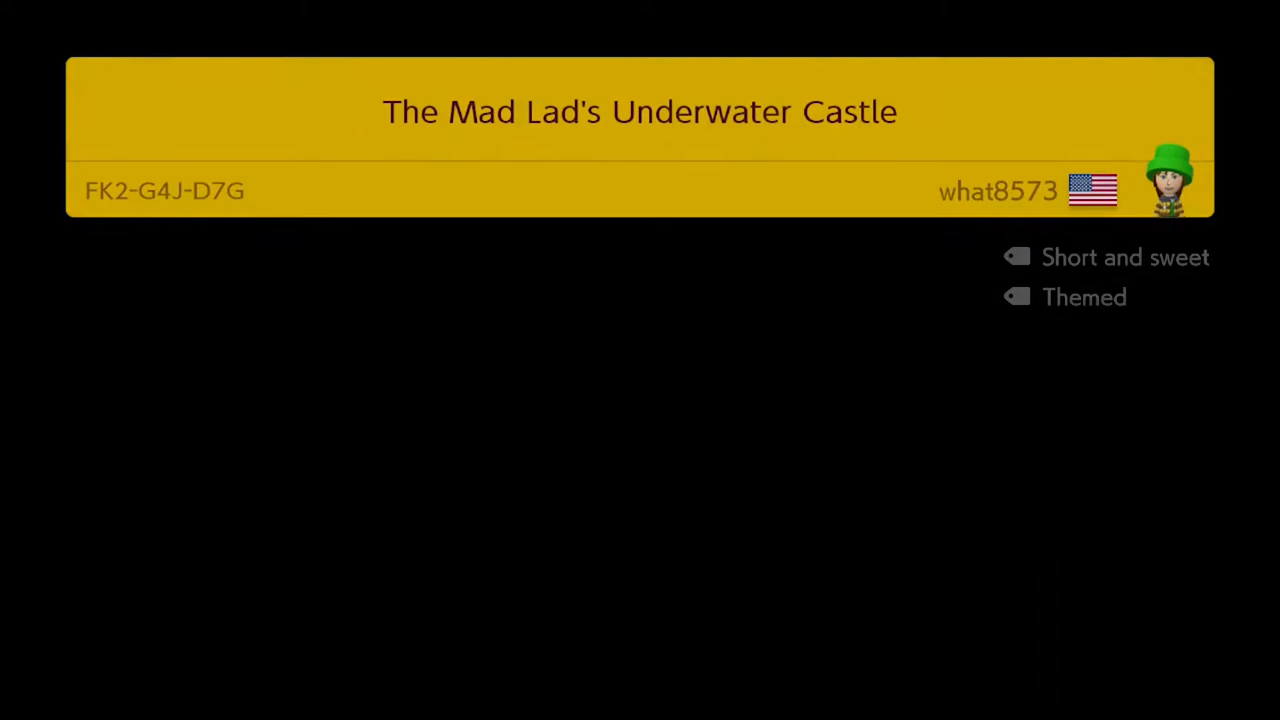 The Mad Lad's Underwater Castle
FK2-G4J-D7G
what8573
Short and sweet
Themed